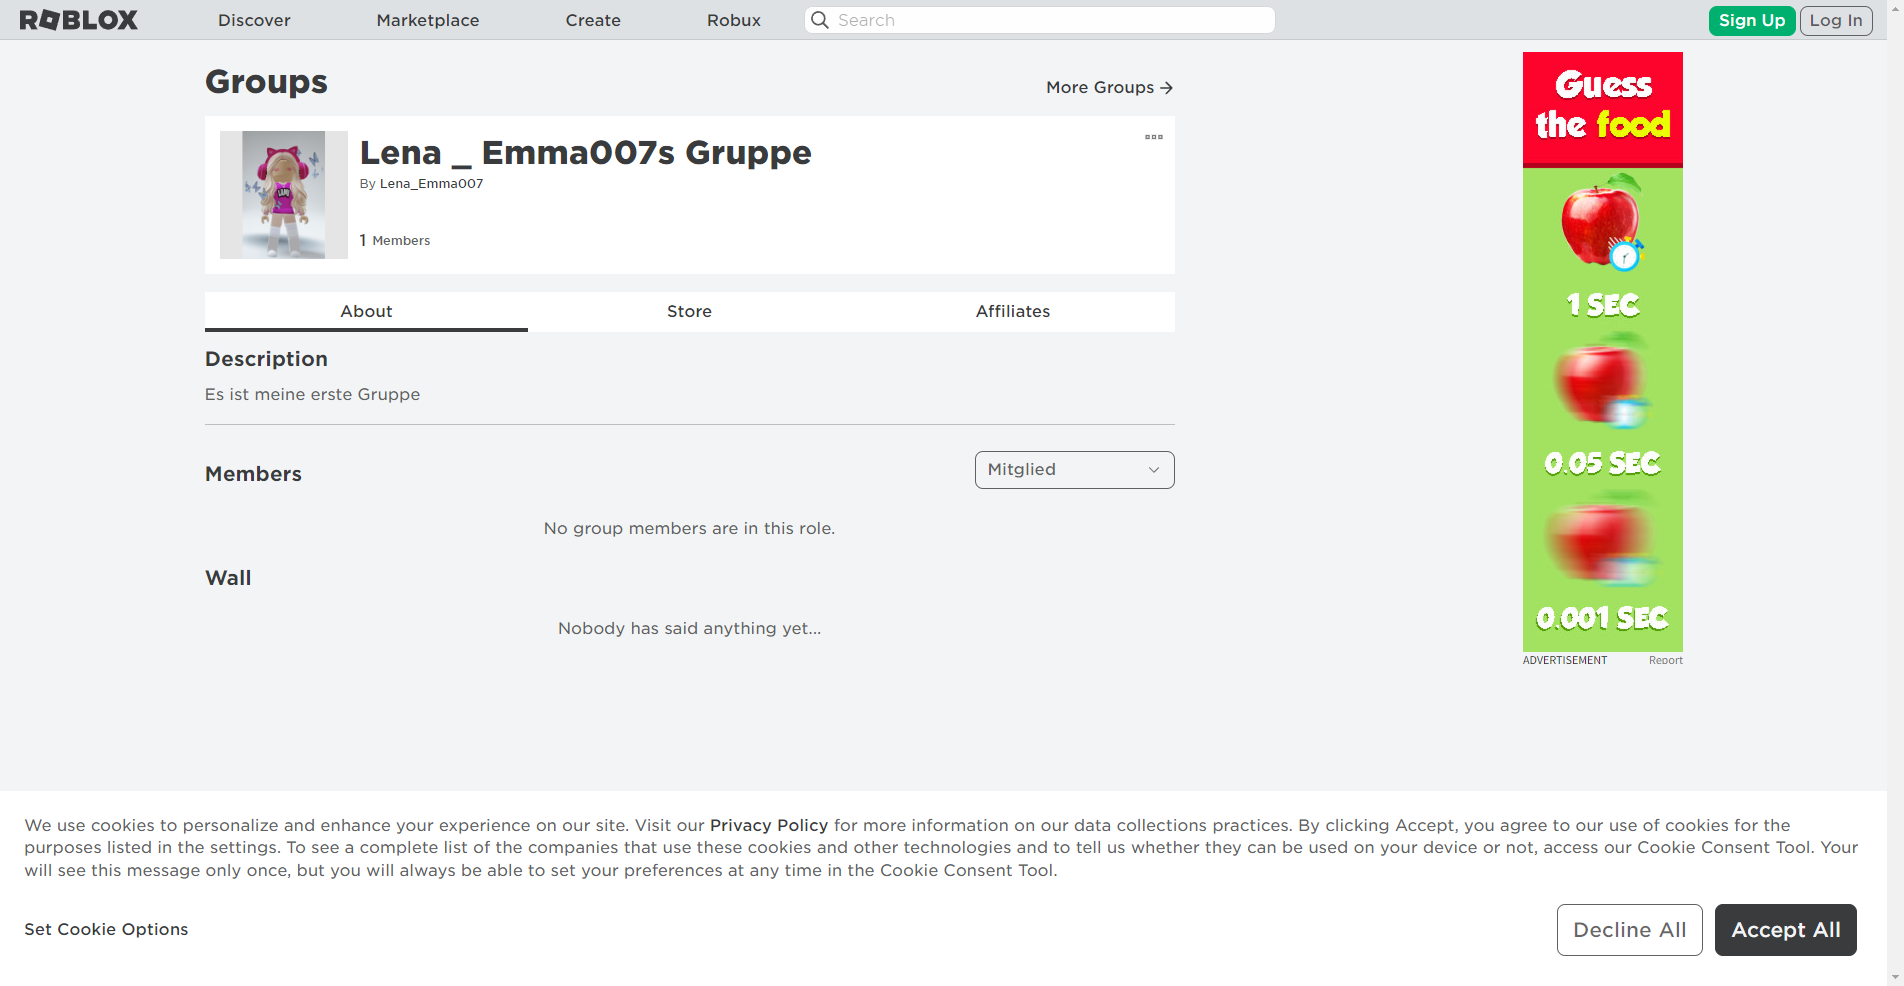 ROBLOX
Discover
Marketplace
Create
Robux
Search
Sign Up
Log In
Groups
More Groups
Lena _ Emma007s Gruppe
By Lena_Emma007
1 Members
About
Store
Affiliates
Description
Es ist meine erste Gruppe
Members
Mitglied
No group members are in this role.
Wall
Nobody has said anything yet...
Guess
the food
1 SEC
0.05 SEC
0.001 SEC
ADVERTISEMENT
Report
We use cookies to personalize and enhance your experience on our site. Visit our Privacy Policy for more information on our data collections practices. By clicking Accept, you agree to our use of cookies for the
purposes listed in the settings. To see a complete list of the companies that use these cookies and other technologies and to tell us whether they can be used on your device or not, access our Cookie Consent Tool. Your
will see this message only once, but you will always be able to set your preferences at any time in the Cookie Consent Tool.
Set Cookie Options
Decline All
Accept All